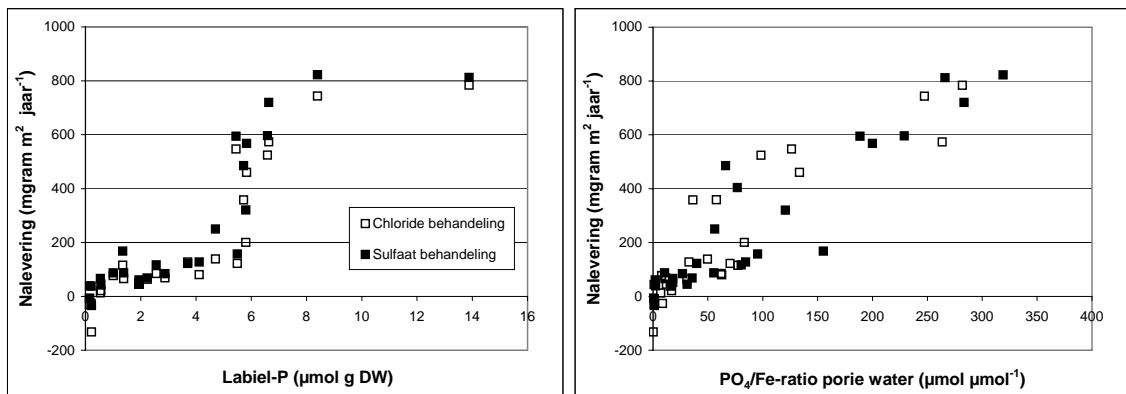 1000
800
600
400
200
0
-200
Nalevering (mgram m² jaar⁻¹)
0 2 4 6 8 10 12 14 16
Labiel-P (µmol g DW)
Chloride behandeling
Sulfaat behandeling
1000
800
600
400
200
0
-200
Nalevering (mgram m² jaar⁻¹)
0 50 100 150 200 250 300 350 400
PO₄/Fe-ratio porie water (µmol µmol⁻¹)